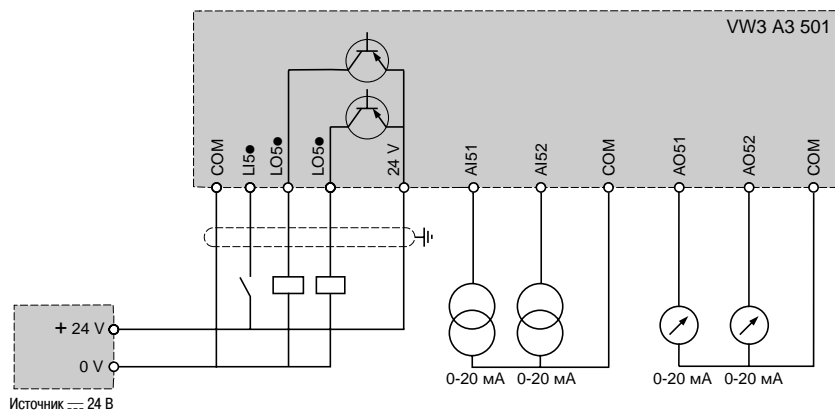 VW3 A3 501
COM
LI5●
LO5●
LO5●
24 V
AI51
AI52
COM
AO51
AO52
COM
+ 24 V
0 V
0-20 мА
0-20 мА
0-20 мА
0-20 мА
Источник ⎓ 24 В